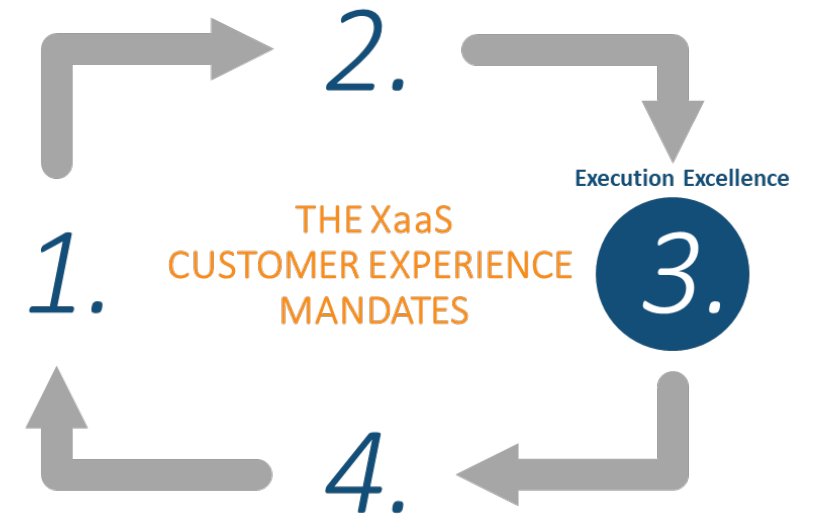 2.
Execution Excellence
THE XaaS
CUSTOMER EXPERIENCE
MANDATES
1.
3.
4.